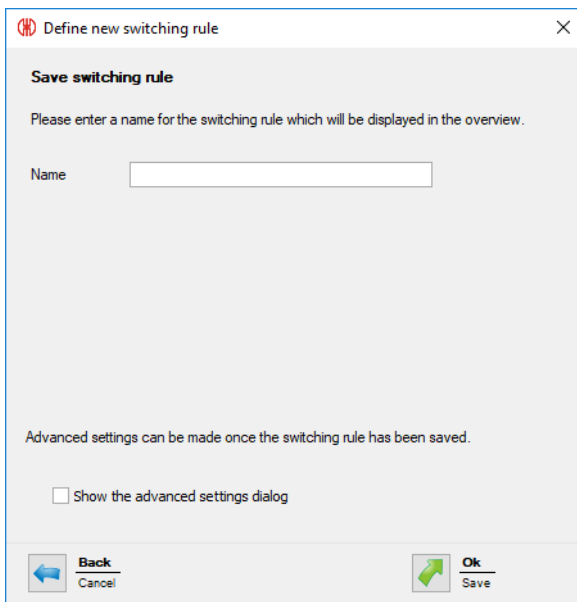 Define new switching rule
Save switching rule
Please enter a name for the switching rule which will be displayed in the overview.
Name
Advanced settings can be made once the switching rule has been saved.
Show the advanced settings dialog
Back
Cancel
Ok
Save